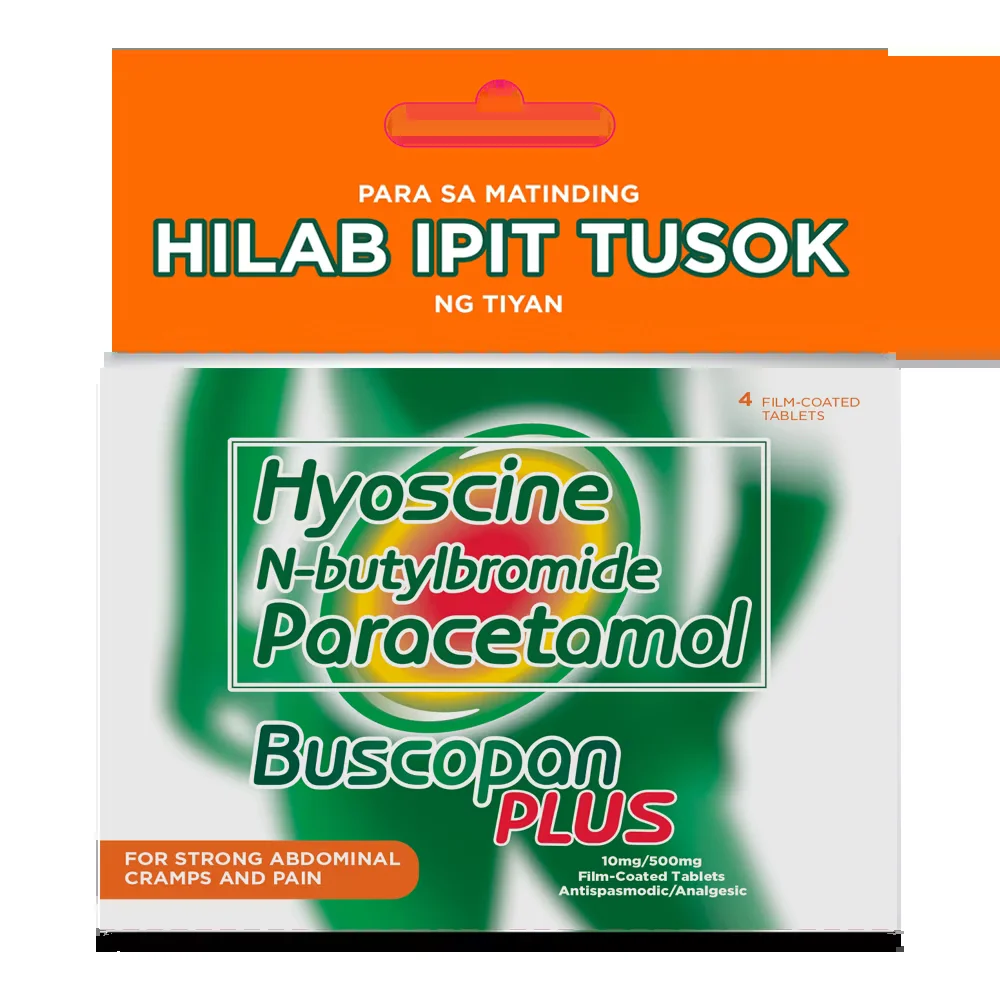 PARA SA MATINDING
HILAB IPIT TUSOK
NG TIYAN
4 FILM-COATED
TABLETS
Hyoscine
N-butylbromide
Paracetamol
Buscopan
PLUS
10mg/500mg
Film-Coated Tablets
Antispasmodic/Analgesic
FOR STRONG ABDOMINAL
CRAMPS AND PAIN